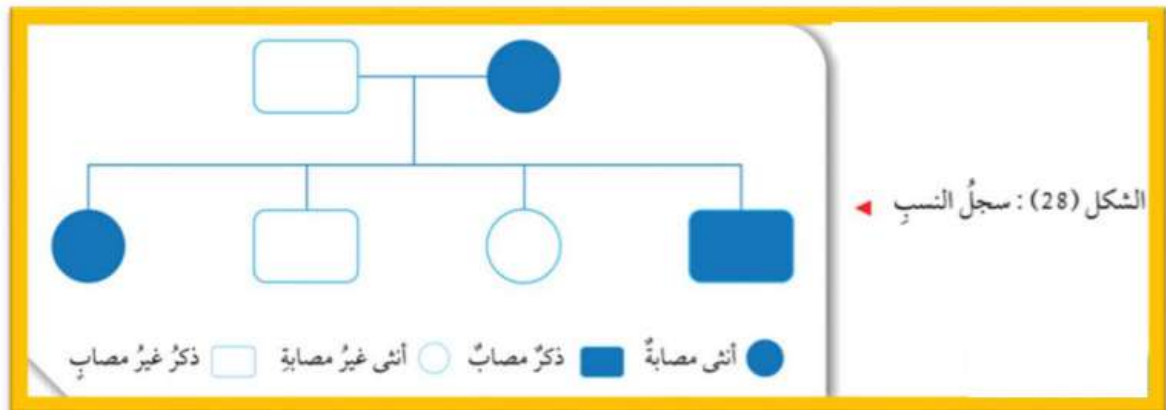 الشكل (28) : سجلُ النسبِ
أنثى مصابةٌ ذكرٌ مصابٌ أنثى غيرُ مصابةِ ذكرُ غيرُ مصابٍ